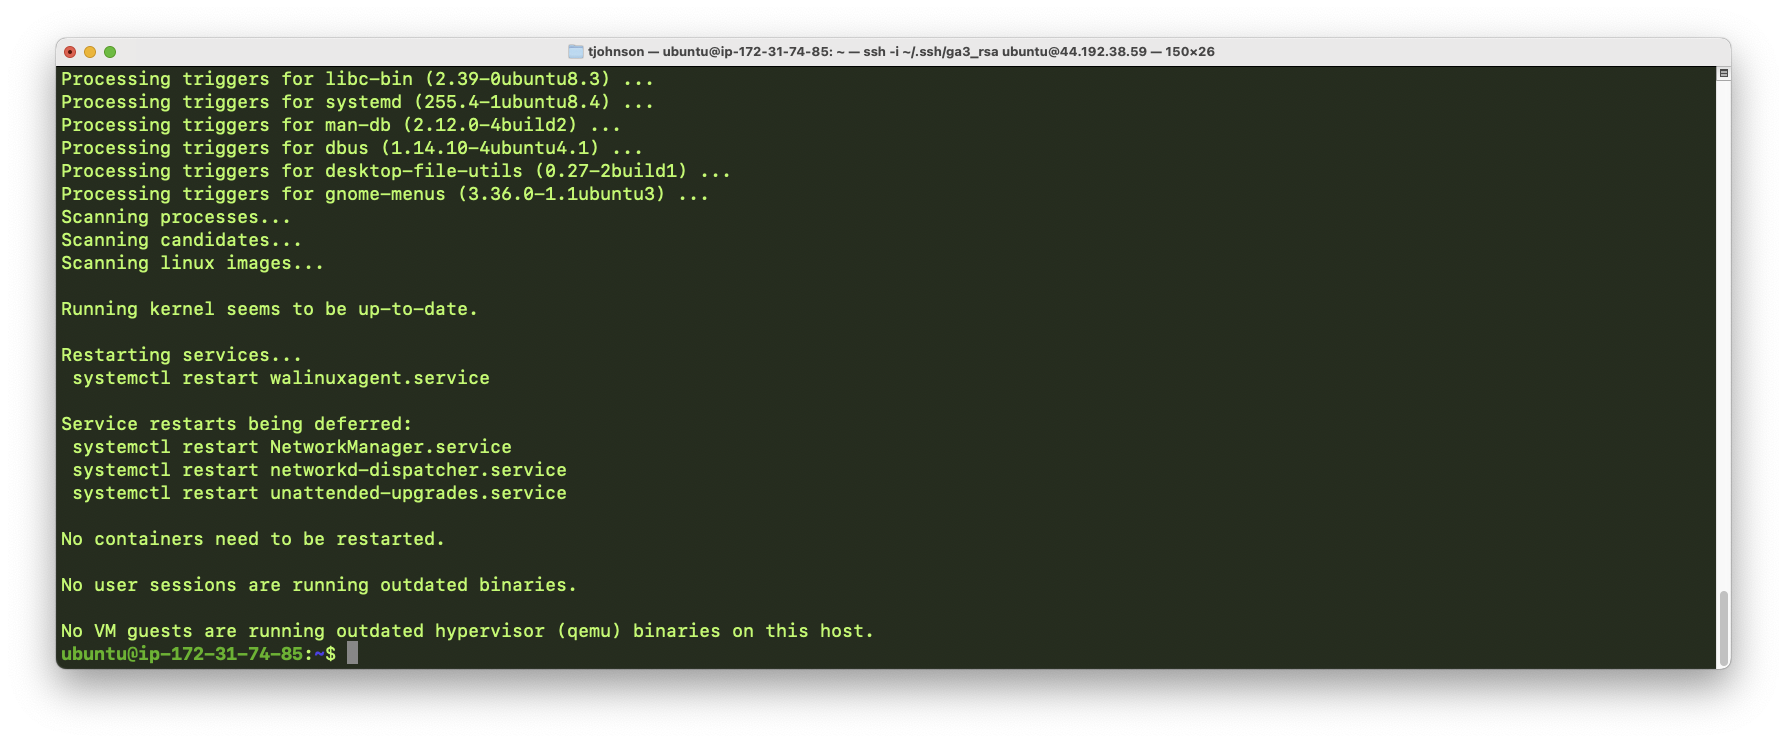 tjohnson — ubuntu@ip-172-31-74-85: ~ — ssh -i ~/.ssh/ga3_rsa ubuntu@44.192.38.59 — 150×26
Processing triggers for libc-bin (2.39-0ubuntu8.3) ...
Processing triggers for systemd (255.4-1ubuntu8.4) ...
Processing triggers for man-db (2.12.0-4build2) ...
Processing triggers for dbus (1.14.10-4ubuntu4.1) ...
Processing triggers for desktop-file-utils (0.27-2build1) ...
Processing triggers for gnome-menus (3.36.0-1.1ubuntu3) ...
Scanning processes...
Scanning candidates...
Scanning linux images...
Running kernel seems to be up-to-date.
Restarting services...
systemctl restart walinuxagent.service
Service restarts being deferred:
systemctl restart NetworkManager.service
systemctl restart networkd-dispatcher.service
systemctl restart unattended-upgrades.service
No containers need to be restarted.
No user sessions are running outdated binaries.
No VM guests are running outdated hypervisor (qemu) binaries on this host.
ubuntu@ip-172-31-74-85:~$